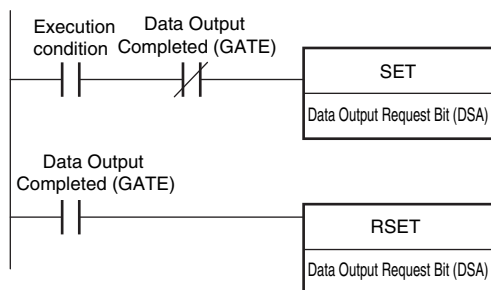 Execution
condition
Data Output
Completed (GATE)
SET
Data Output Request Bit (DSA)
Data Output
Completed (GATE)
RSET
Data Output Request Bit (DSA)